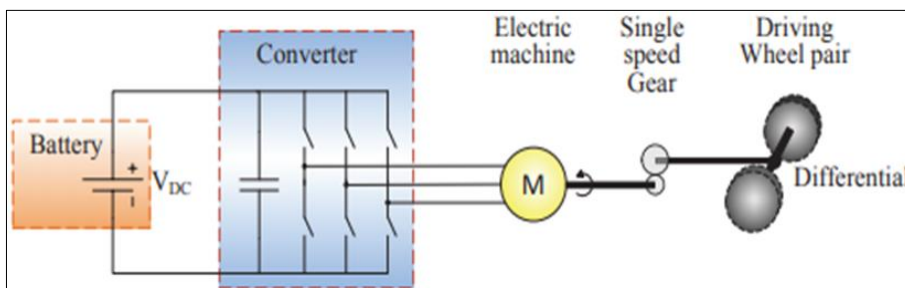 Converter
Electric
machine
Single
speed
Gear
Driving
Wheel pair
Battery
+
V_DC
M
Differential